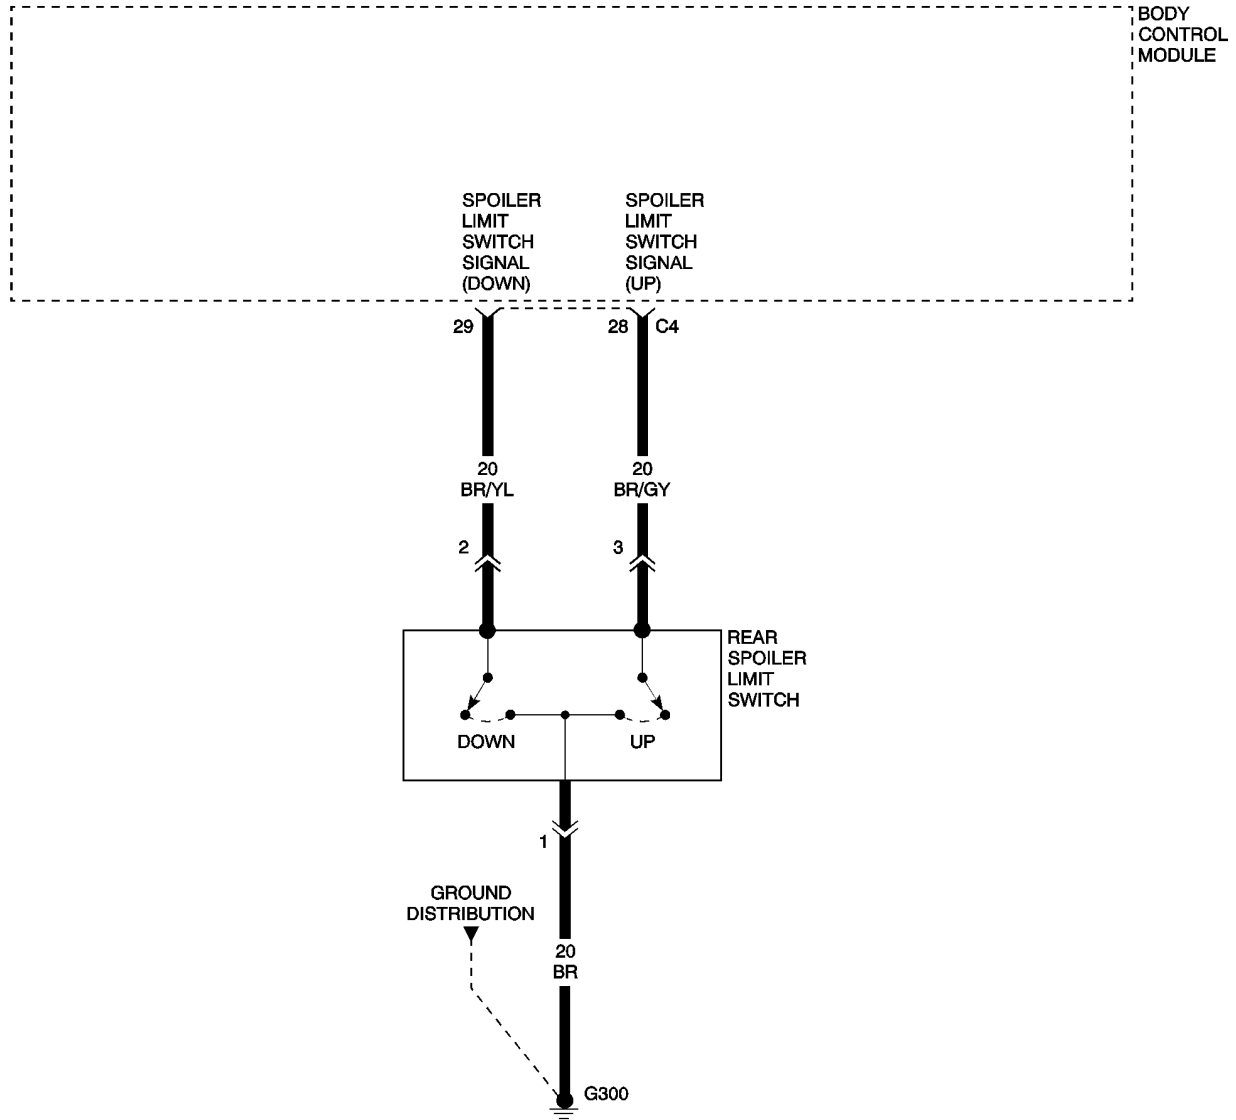 BODY
CONTROL
MODULE
SPOILER
LIMIT
SWITCH
SIGNAL
(DOWN)
SPOILER
LIMIT
SWITCH
SIGNAL
(UP)
29
28
C4
20
BR/YL
20
BR/GY
2
3
REAR
SPOILER
LIMIT
SWITCH
DOWN
UP
1
GROUND
DISTRIBUTION
20
BR
G300